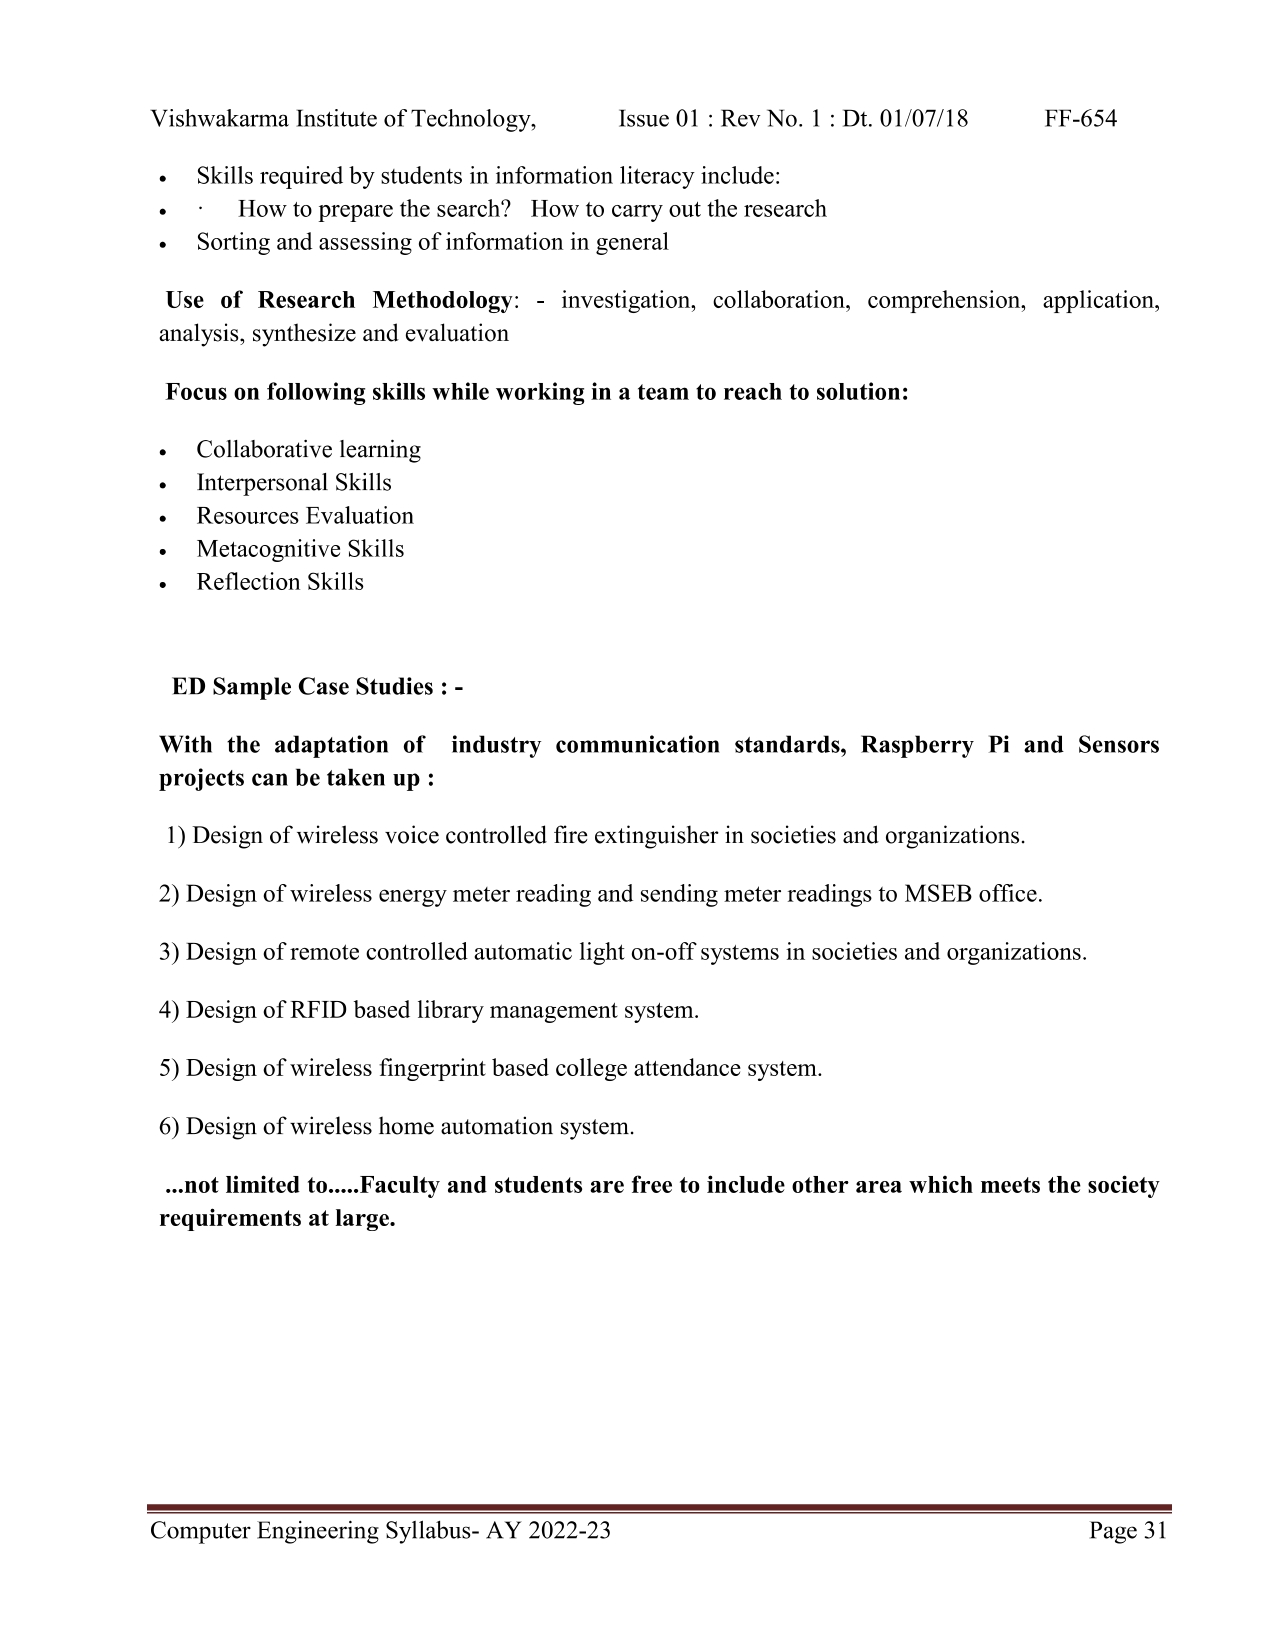 Vishwakarma Institute of Technology, Issue 01 : Rev No. 1 : Dt. 01/07/18 FF-654
• Skills required by students in information literacy include:
• · How to prepare the search? How to carry out the research
• Sorting and assessing of information in general
Use of Research Methodology: - investigation, collaboration, comprehension, application,
analysis, synthesize and evaluation
Focus on following skills while working in a team to reach to solution:
• Collaborative learning
• Interpersonal Skills
• Resources Evaluation
• Metacognitive Skills
• Reflection Skills
ED Sample Case Studies : -
With the adaptation of industry communication standards, Raspberry Pi and Sensors
projects can be taken up :
1) Design of wireless voice controlled fire extinguisher in societies and organizations.
2) Design of wireless energy meter reading and sending meter readings to MSEB office.
3) Design of remote controlled automatic light on-off systems in societies and organizations.
4) Design of RFID based library management system.
5) Design of wireless fingerprint based college attendance system.
6) Design of wireless home automation system.
...not limited to.....Faculty and students are free to include other area which meets the society
requirements at large.
Computer Engineering Syllabus- AY 2022-23 Page 31